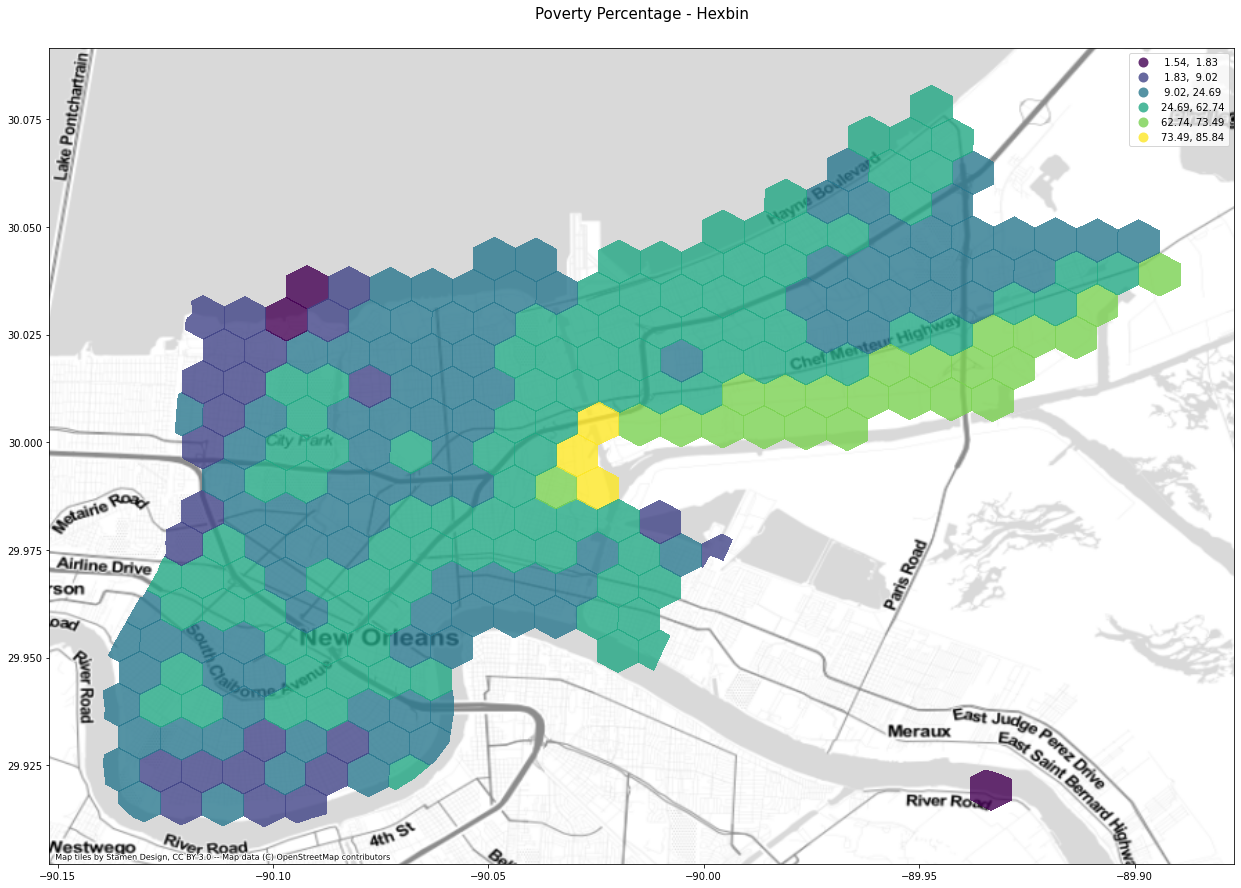 Poverty Percentage - Hexbin
1.54, 1.83
1.83, 9.02
9.02, 24.69
24.69, 62.74
62.74, 73.49
73.49, 85.84
30.075
30.050
30.025
30.000
29.975
29.950
29.925
Lake Pontchartrain
Hayne Boulevard
Chef Menteur Highway
City Park
Metairie Road
Airline Drive
rson
oad
River Road
New Orleans
South Claiborne Avenue
Paris Road
Meraux
East Judge Perez Drive
East Saint Bernard Highwa
River Road
Westwego
River Road
4th St
Bel
Map tiles by Stamen Design, CC BY 3.0 -- Map data (C) OpenStreetMap contributors
−90.15
−90.10
−90.05
−90.00
−89.95
−89.90